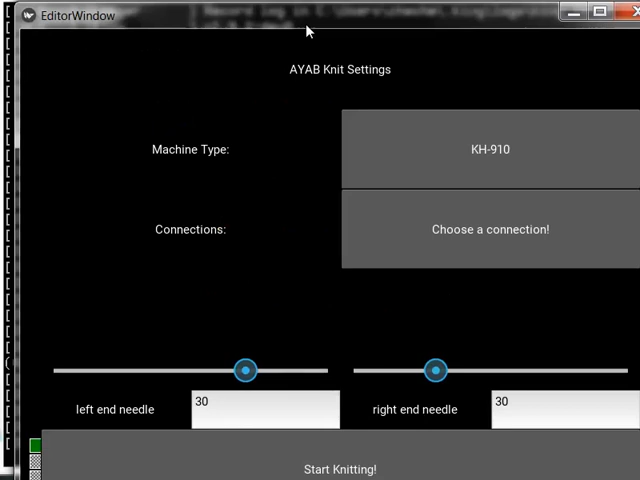 EditorWindow
AYAB Knit Settings
Machine Type:
KH-910
Connections:
Choose a connection!
left end needle
30
right end needle
30
Start Knitting!